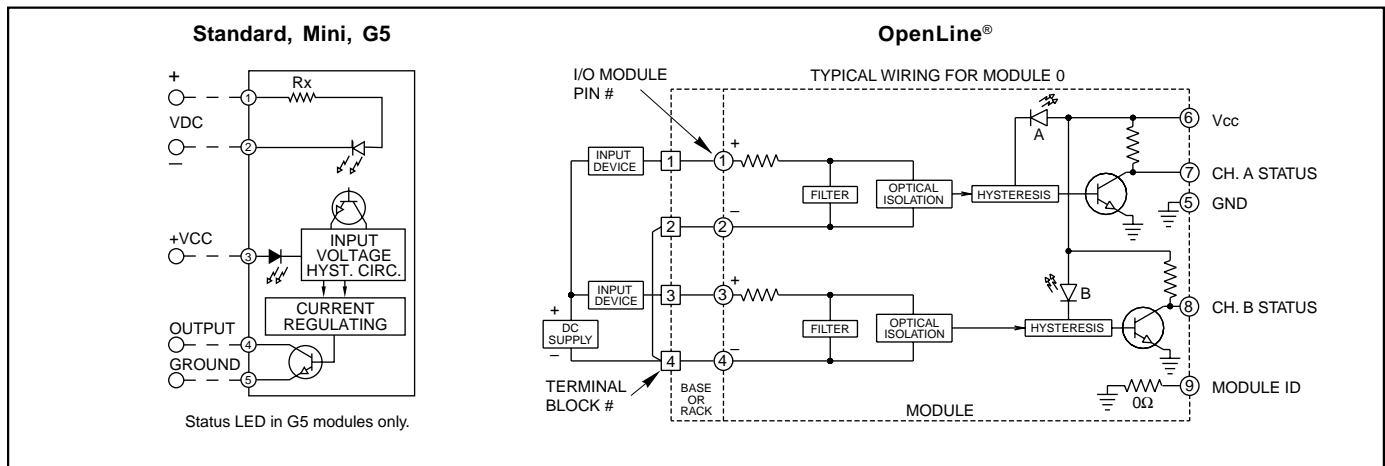 Standard, Mini, G5
+
1
Rx
VDC
2
–
+VCC
3
INPUT
VOLTAGE
HYST. CIRC.
CURRENT
REGULATING
OUTPUT
4
GROUND
5
Status LED in G5 modules only.
OpenLine®
I/O MODULE
PIN #
TYPICAL WIRING FOR MODULE 0
A
6 Vcc
INPUT
DEVICE
1
1
+
FILTER
OPTICAL
ISOLATION
HYSTERESIS
7 CH. A STATUS
5 GND
2
2
–
INPUT
DEVICE
3
3
+
B
FILTER
OPTICAL
ISOLATION
HYSTERESIS
8 CH. B STATUS
+
DC
SUPPLY
–
4
4
–
TERMINAL
BLOCK #
BASE
OR
RACK
MODULE
0Ω
9 MODULE ID